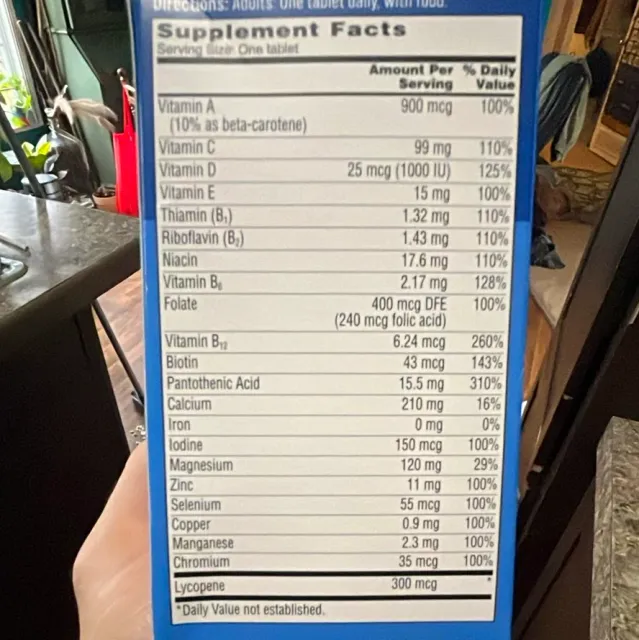 Directions: Adults: One tablet daily, with food.
Supplement Facts
Serving Size: One tablet
Amount Per Serving % Daily Value
Vitamin A 900 mcg 100%
(10% as beta-carotene)
Vitamin C 99 mg 110%
Vitamin D 25 mcg (1000 IU) 125%
Vitamin E 15 mg 100%
Thiamin (B₁) 1.32 mg 110%
Riboflavin (B₂) 1.43 mg 110%
Niacin 17.6 mg 110%
Vitamin B₆ 2.17 mg 128%
Folate 400 mcg DFE 100%
(240 mcg folic acid)
Vitamin B₁₂ 6.24 mcg 260%
Biotin 43 mcg 143%
Pantothenic Acid 15.5 mg 310%
Calcium 210 mg 16%
Iron 0 mg 0%
Iodine 150 mcg 100%
Magnesium 120 mg 29%
Zinc 11 mg 100%
Selenium 55 mcg 100%
Copper 0.9 mg 100%
Manganese 2.3 mg 100%
Chromium 35 mcg 100%
Lycopene 300 mcg *
*Daily Value not established.